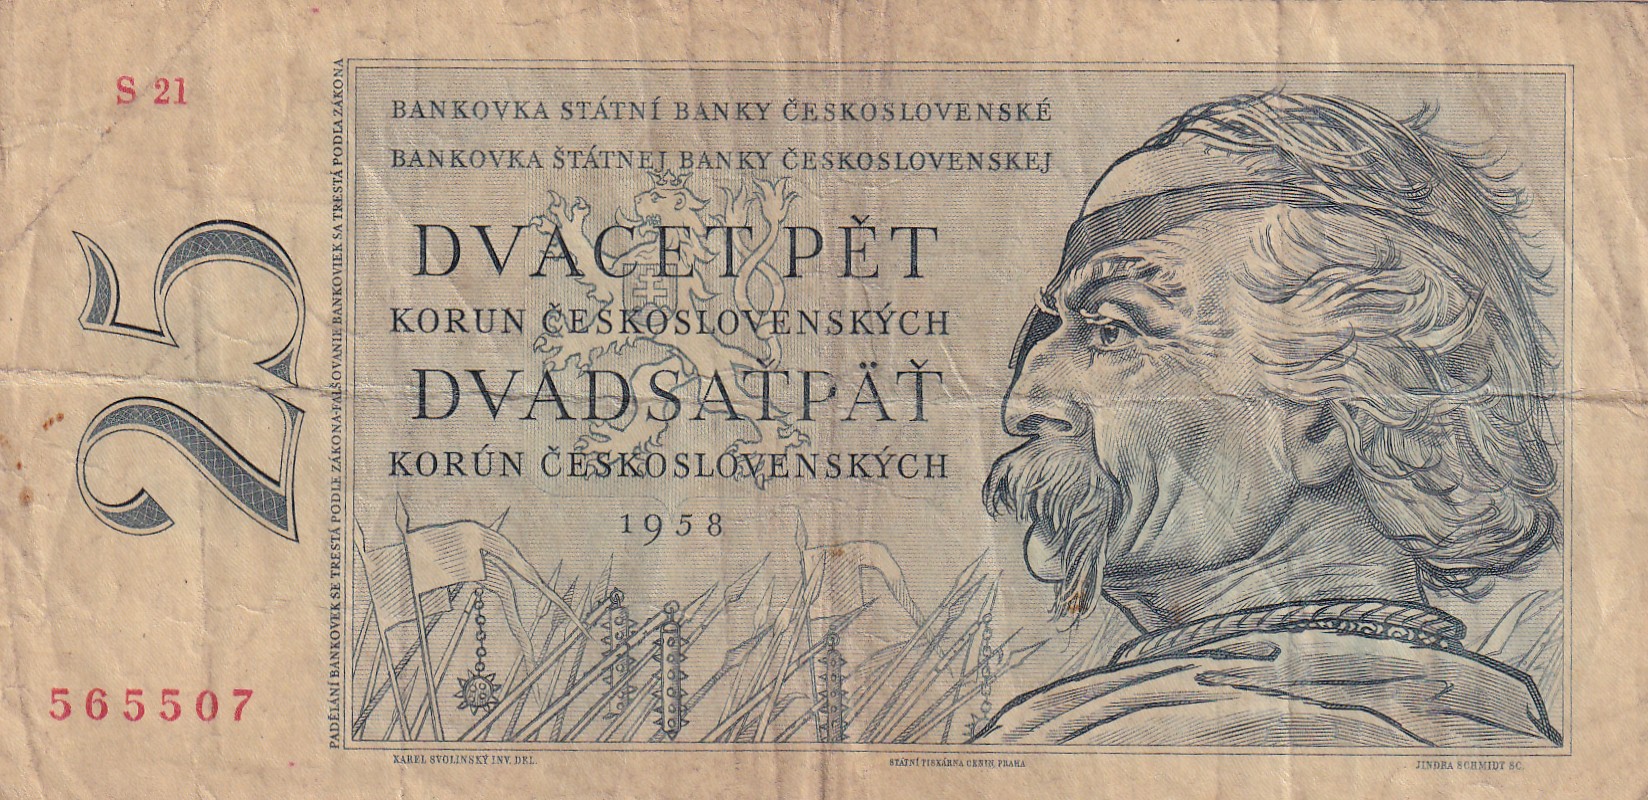 S 21
BANKOVKA STÁTNÍ BANKY ČESKOSLOVENSKÉ
BANKOVKA ŠTÁTNEJ BANKY ČESKOSLOVENSKEJ
DVACET PĚT
KORUN ČESKOSLOVENSKÝCH
DVADSAŤPÄŤ
KORÚN ČESKOSLOVENSKÝCH
1958
25
PADĚLÁNÍ BANKOVEK SE TRESTÁ PODLE ZÁKONA-FALŠOVANIE BANKOVIEK SA TRESTÁ PODĽA ZÁKONA
565507
KAREL SVOLINSKÝ INV. DEL.
STÁTNÍ TISKÁRNA CENIN, PRAHA
JINDRA SCHMIDT SC.